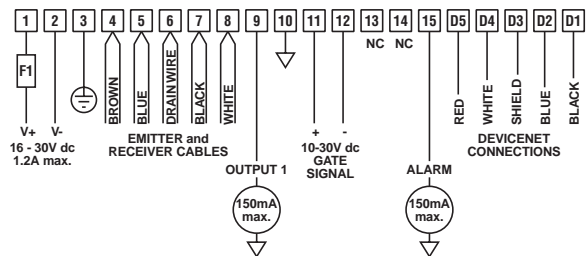 1 2 3 4 5 6 7 8 9 10 11 12 13 14 15 D5 D4 D3 D2 D1
NC NC
F1
BROWN
BLUE
DRAIN WIRE
BLACK
WHITE
RED
WHITE
SHIELD
BLUE
BLACK
V+ V-
16 - 30V dc
1.2A max.
EMITTER and
RECEIVER CABLES
+ -
10-30V dc
GATE
SIGNAL
DEVICENET
CONNECTIONS
OUTPUT 1
ALARM
150mA
max.
150mA
max.